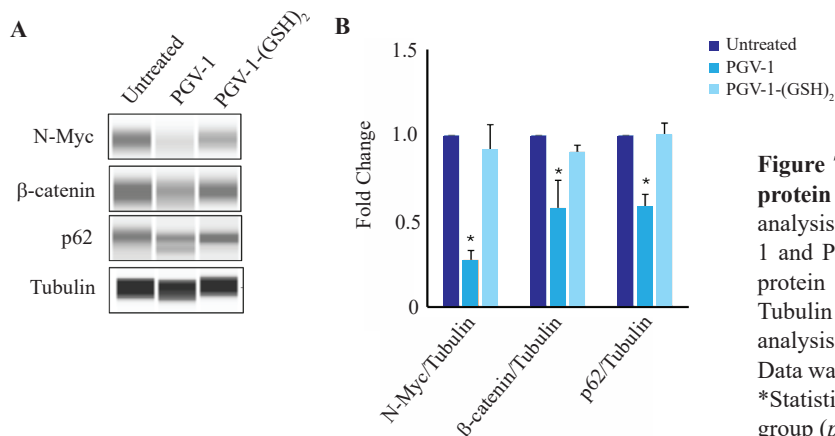 A
Untreated
PGV-1
PGV-1-(GSH)2
N-Myc
β-catenin
p62
Tubulin
B
1.5
1.0
0.5
0
Fold Change
*
*
*
N-Myc/Tubulin
β-catenin/Tubulin
p62/Tubulin
Untreated
PGV-1
PGV-1-(GSH)2
Figure
protein
analysis
1 and P
protein
Tubulin
analysis
Data wa
*Statisti
group (p